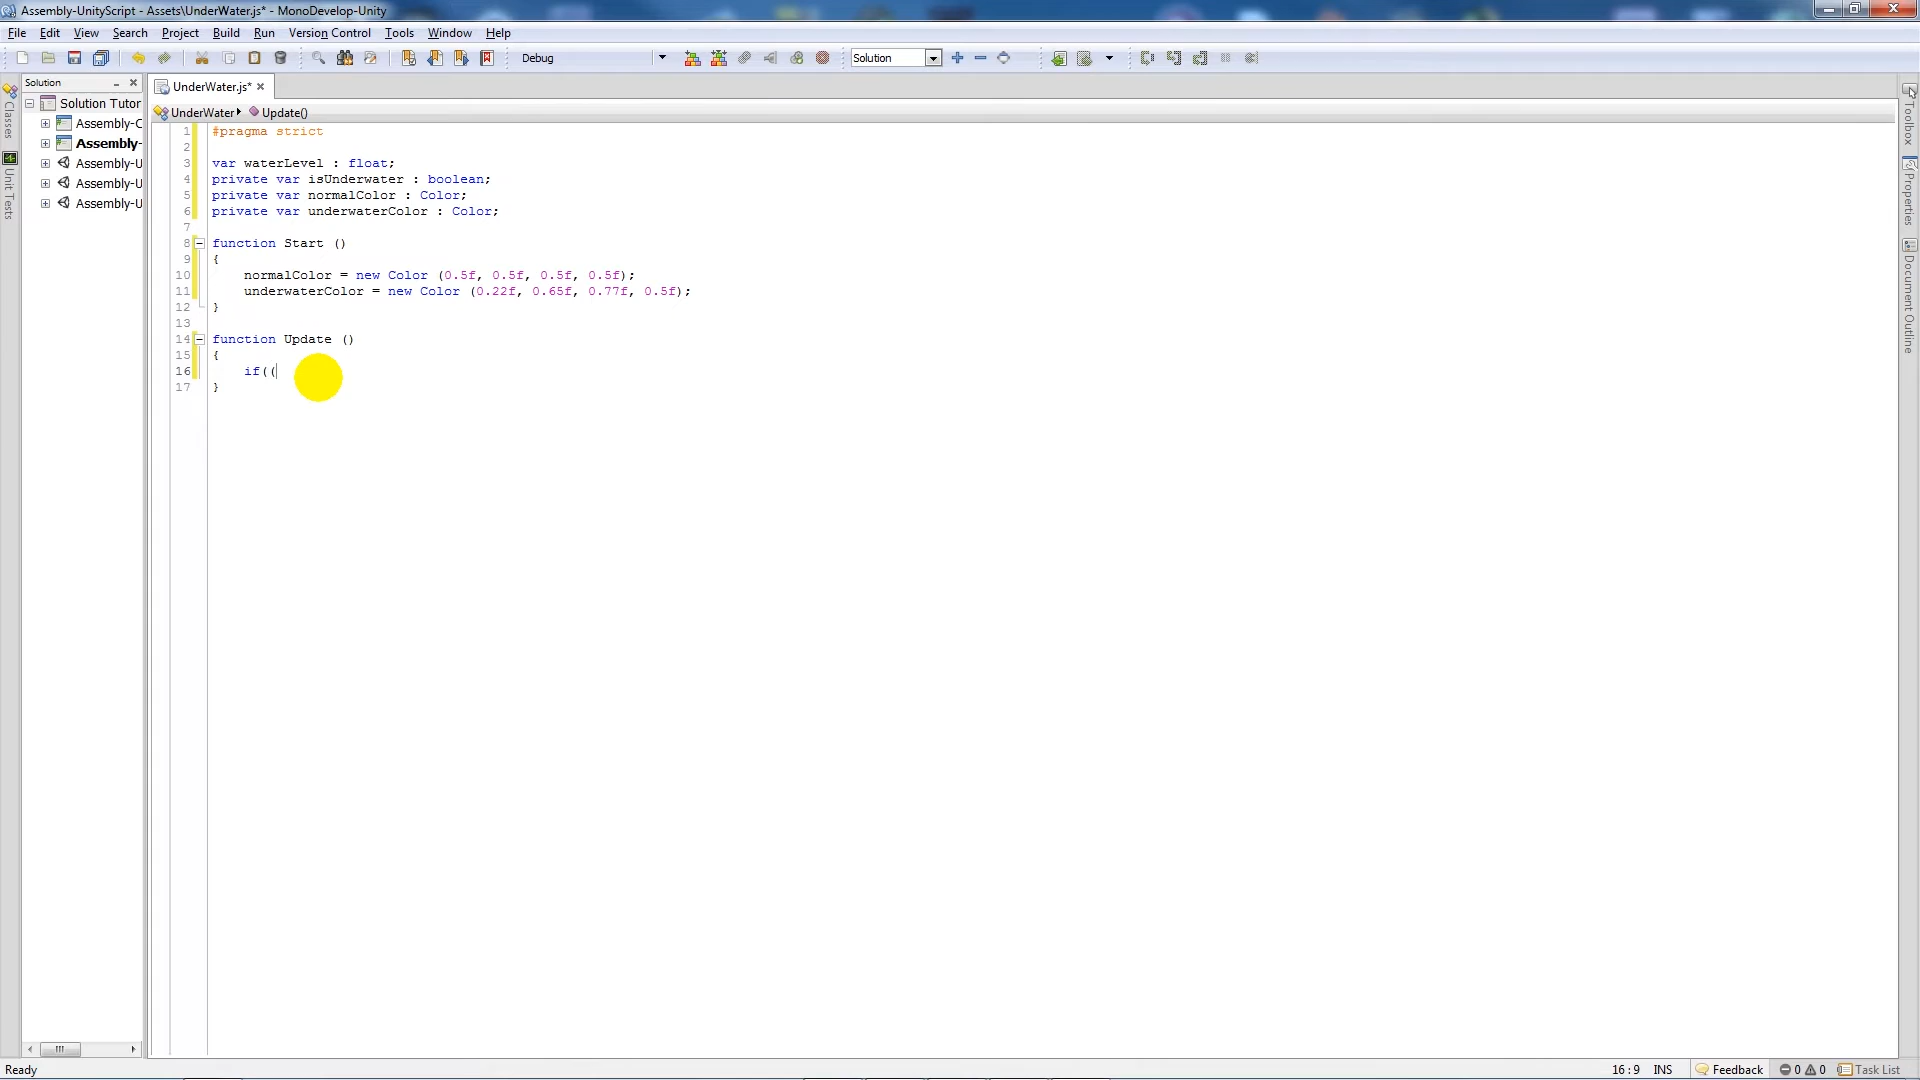 Assembly-UnityScript - Assets\UnderWater.js* - MonoDevelop-Unity
File Edit View Search Project Build Run Version Control Tools Window Help
Debug Solution
Solution
UnderWater.js*
Solution Tutor
UnderWater Update()
Assembly-C
Assembly-
Assembly-U
Assembly-U
Assembly-U
Classes
Unit Tests
1 #pragma strict
2
3 var waterLevel : float;
4 private var isUnderwater : boolean;
5 private var normalColor : Color;
6 private var underwaterColor : Color;
7
8 function Start ()
9 {
10 normalColor = new Color (0.5f, 0.5f, 0.5f, 0.5f);
11 underwaterColor = new Color (0.22f, 0.65f, 0.77f, 0.5f);
12 }
13
14 function Update ()
15 {
16 if((
17 }
Toolbox
Properties
Document Outline
Ready 16 : 9 INS Feedback 0 0 Task List